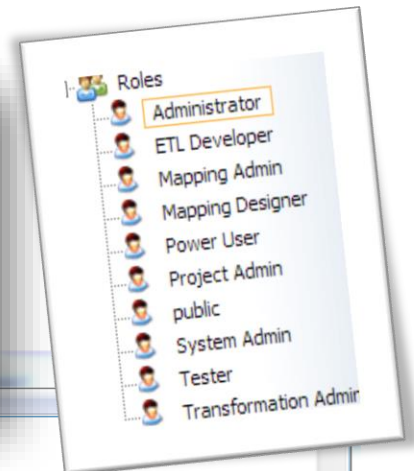 Roles
Administrator
ETL Developer
Mapping Admin
Mapping Designer
Power User
Project Admin
public
System Admin
Tester
Transformation Admin